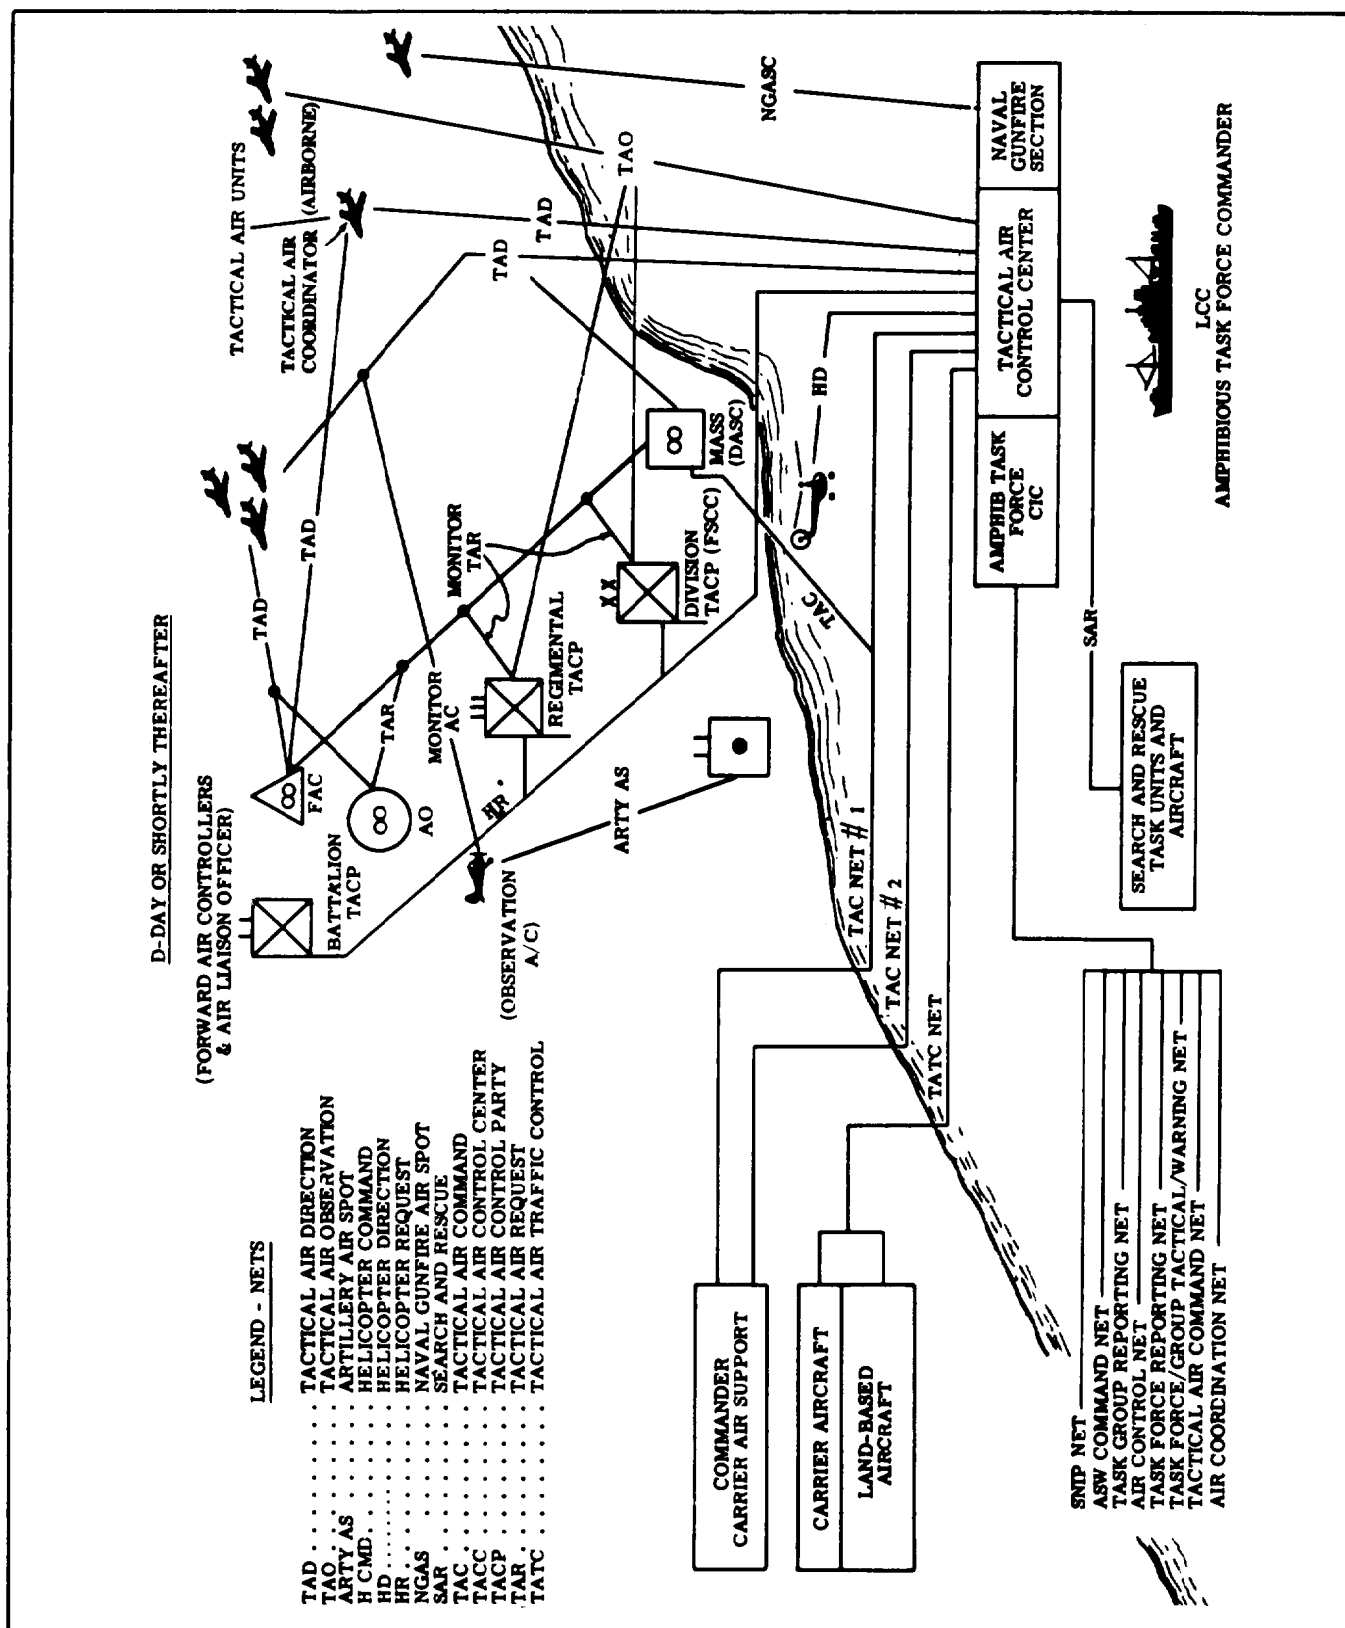 D-DAY OR SHORTLY THEREAFTER
(FORWARD AIR CONTROLLERS
& AIR LIAISON OFFICER)
BATTALION
TACP
FAC
AO
TAD
TAD
TAR
MONITOR
AC
MONITOR
TAR
HR
REGIMENTAL
TACP
XX
DIVISION
TACP (FSCC)
MASS
(DASC)
TACTICAL AIR UNITS
TACTICAL AIR
COORDINATOR (AIRBORNE)
TAD
TAD
TAO
NGASC
(OBSERVATION
A/C)
ARTY AS
TAC
HD
LEGEND - NETS
TAD . . . . . . . . . TACTICAL AIR DIRECTION
TAO . . . . . . . . . TACTICAL AIR OBSERVATION
ARTY AS . . . . . . ARTILLERY AIR SPOT
H CMD . . . . . . . HELICOPTER COMMAND
HD . . . . . . . . . . HELICOPTER DIRECTION
HR . . . . . . . . . . HELICOPTER REQUEST
NGAS . . . . . . . NAVAL GUNFIRE AIR SPOT
SAR . . . . . . . . . SEARCH AND RESCUE
TAC . . . . . . . . . TACTICAL AIR COMMAND
TACC . . . . . . . . TACTICAL AIR CONTROL CENTER
TACP . . . . . . . . TACTICAL AIR CONTROL PARTY
TAR . . . . . . . . . TACTICAL AIR REQUEST
TATC . . . . . . . . TACTICAL AIR TRAFFIC CONTROL
TAC NET #1
TAC NET #2
TATC NET
COMMANDER
CARRIER AIR SUPPORT
CARRIER AIRCRAFT
LAND-BASED
AIRCRAFT
AMPHIB TASK
FORCE
CIC
TACTICAL AIR
CONTROL CENTER
NAVAL
GUNFIRE
SECTION
SAR
SEARCH AND RESCUE
TASK UNITS AND
AIRCRAFT
LCC
AMPHIBIOUS TASK FORCE COMMANDER
SNIP NET
ASW COMMAND NET
TASK GROUP REPORTING NET
AIR CONTROL NET
TASK FORCE REPORTING NET
TASK FORCE/GROUP TACTICAL/WARNING NET
TACTICAL AIR COMMAND NET
AIR COORDINATION NET